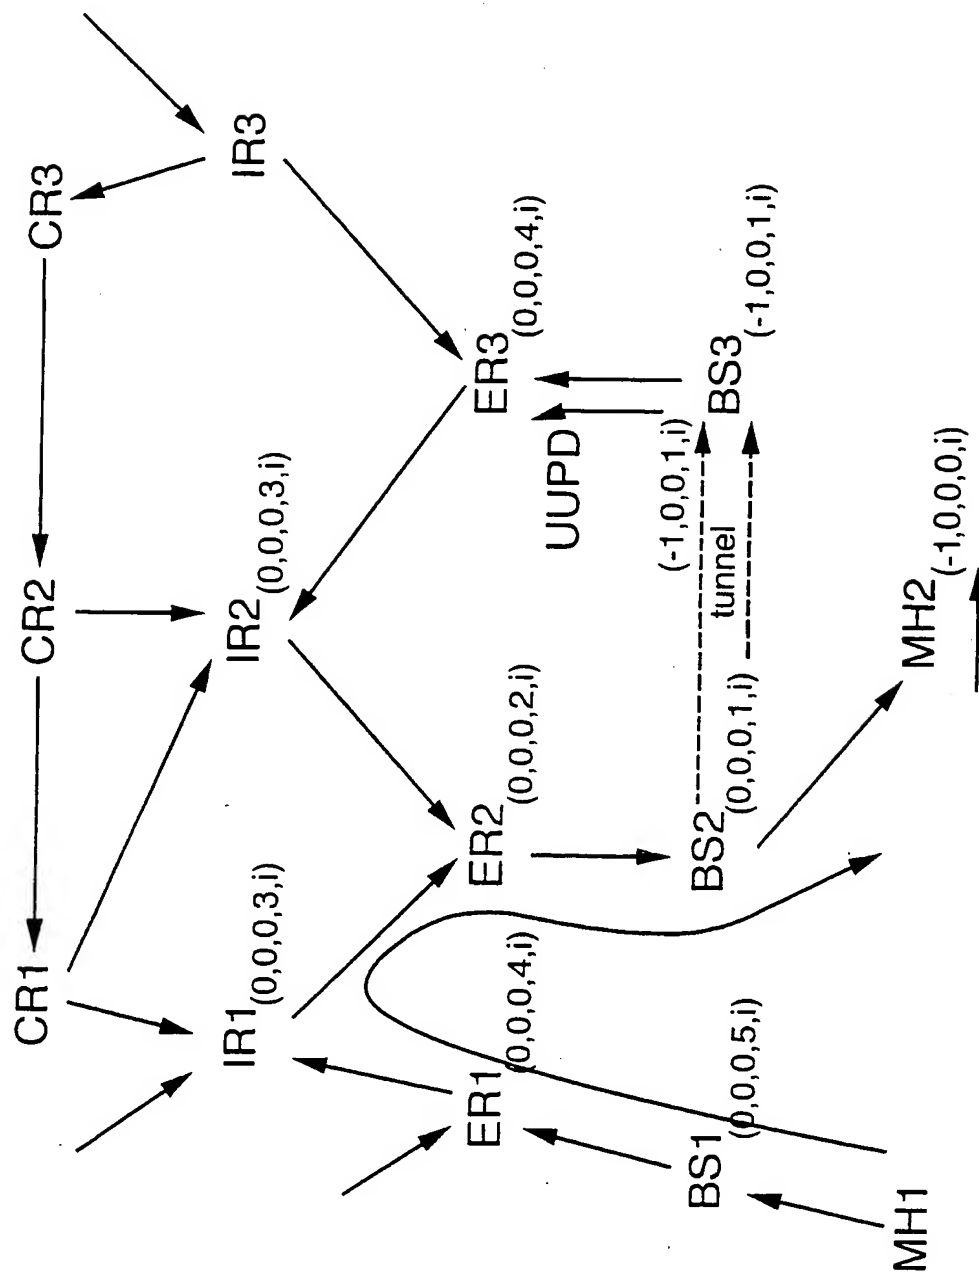 CR1
CR2
CR3
IR1 (0,0,0,3,i)
IR2 (0,0,0,3,i)
IR3
ER1 (0,0,0,4,i)
ER2 (0,0,0,2,i)
ER3 (0,0,0,4,i)
UUPD
(-1,0,0,1,i)
tunnel
BS1 (0,0,0,5,i)
BS2 (0,0,0,1,i)
BS3 (-1,0,0,1,i)
MH1
MH2 (-1,0,0,0,i)